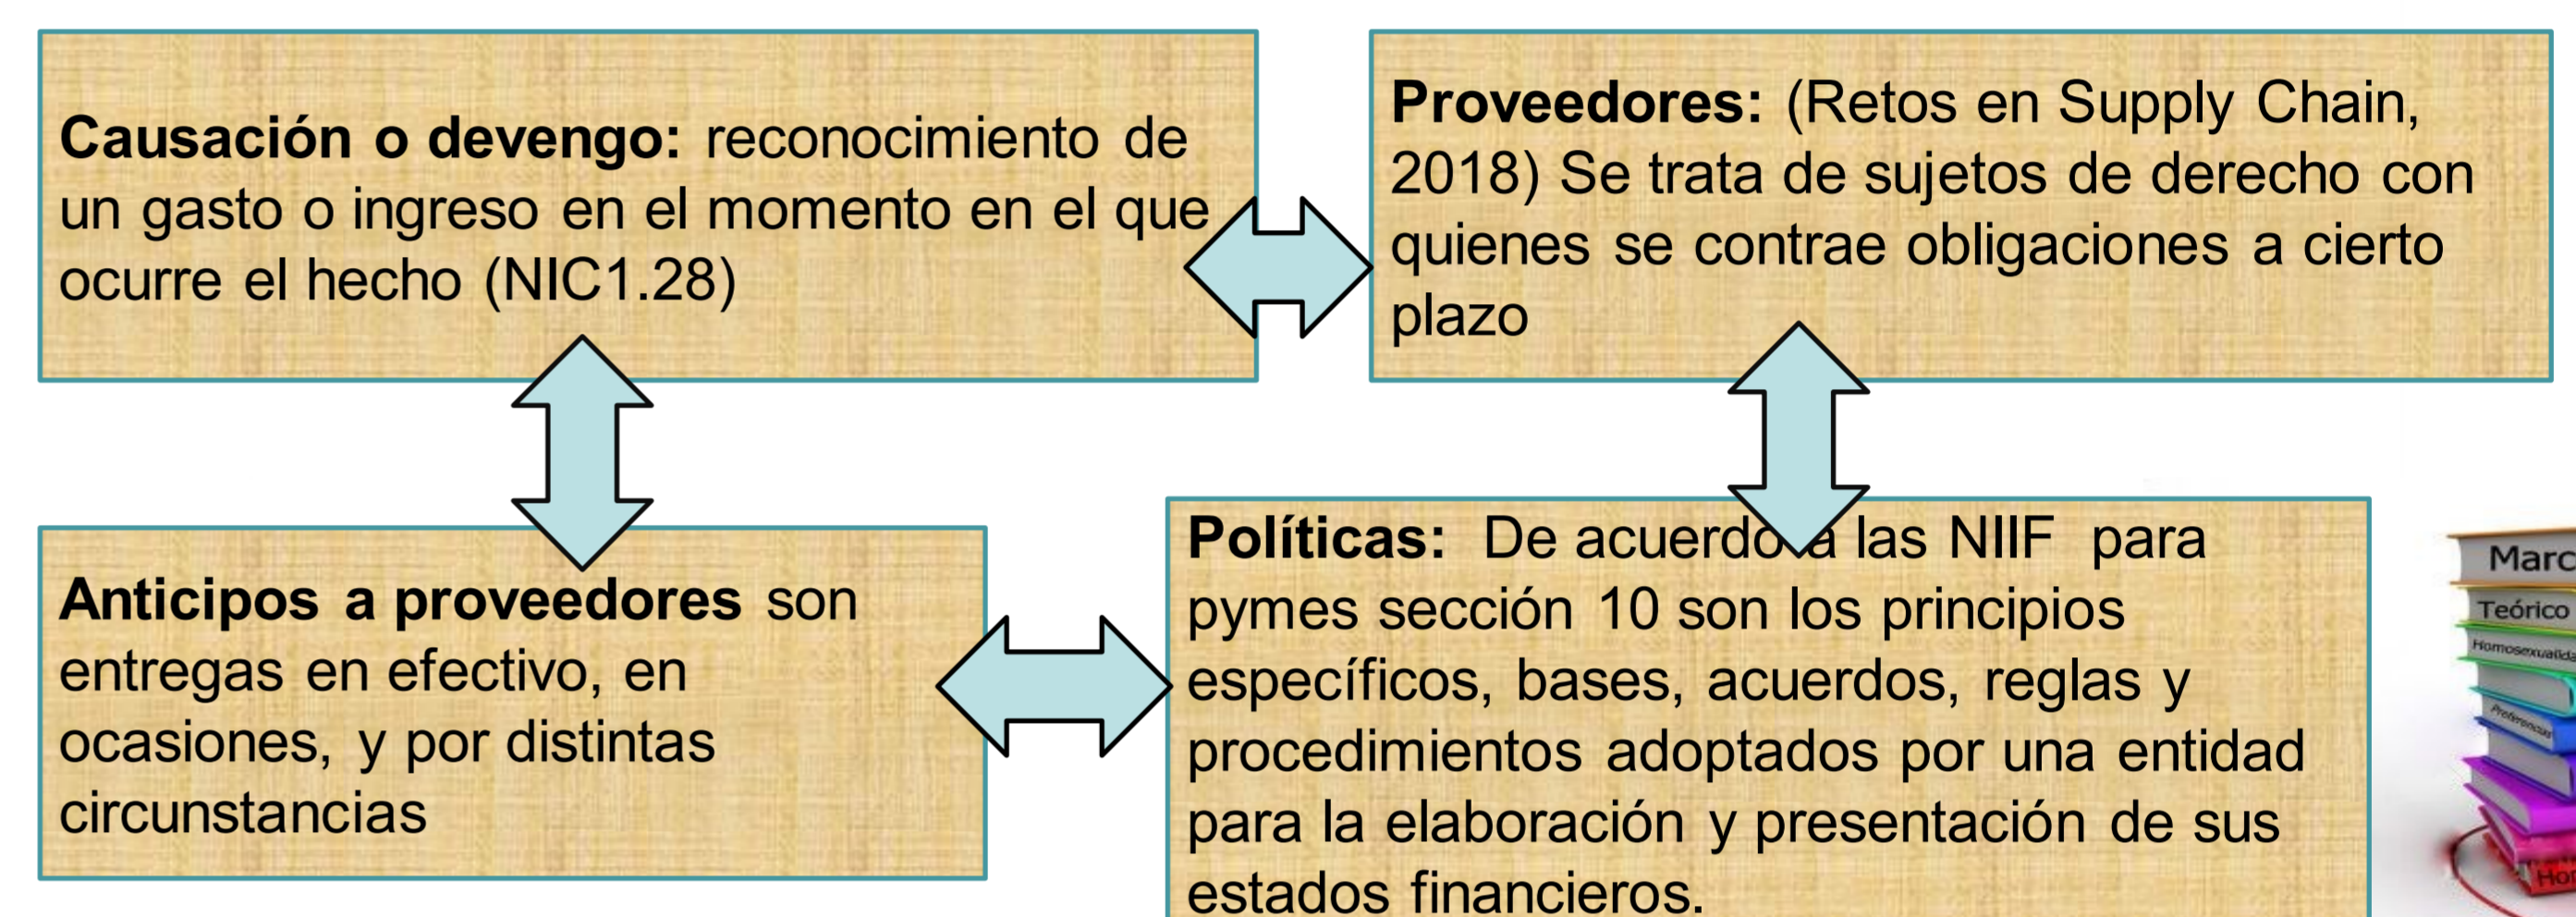 Causación o devengo: reconocimiento de
un gasto o ingreso en el momento en el que
ocurre el hecho (NIC1.28)
Proveedores: (Retos en Supply Chain,
2018) Se trata de sujetos de derecho con
quienes se contrae obligaciones a cierto
plazo
Anticipos a proveedores son
entregas en efectivo, en
ocasiones, y por distintas
circunstancias
Políticas: De acuerdo a las NIIF para
pymes sección 10 son los principios
específicos, bases, acuerdos, reglas y
procedimientos adoptados por una entidad
para la elaboración y presentación de sus
estados financieros.
Marc
Teórico
Homosexualida
Preferencias
Hom